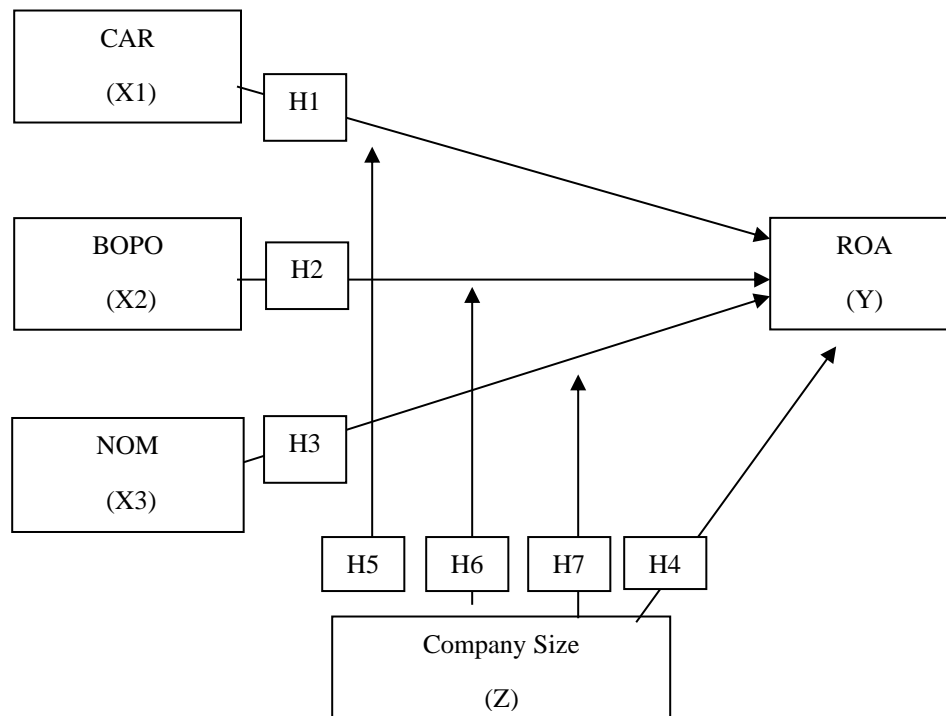 CAR
(X1)
H1
BOPO
(X2)
H2
ROA
(Y)
NOM
(X3)
H3
H5
H6
H7
H4
Company Size
(Z)